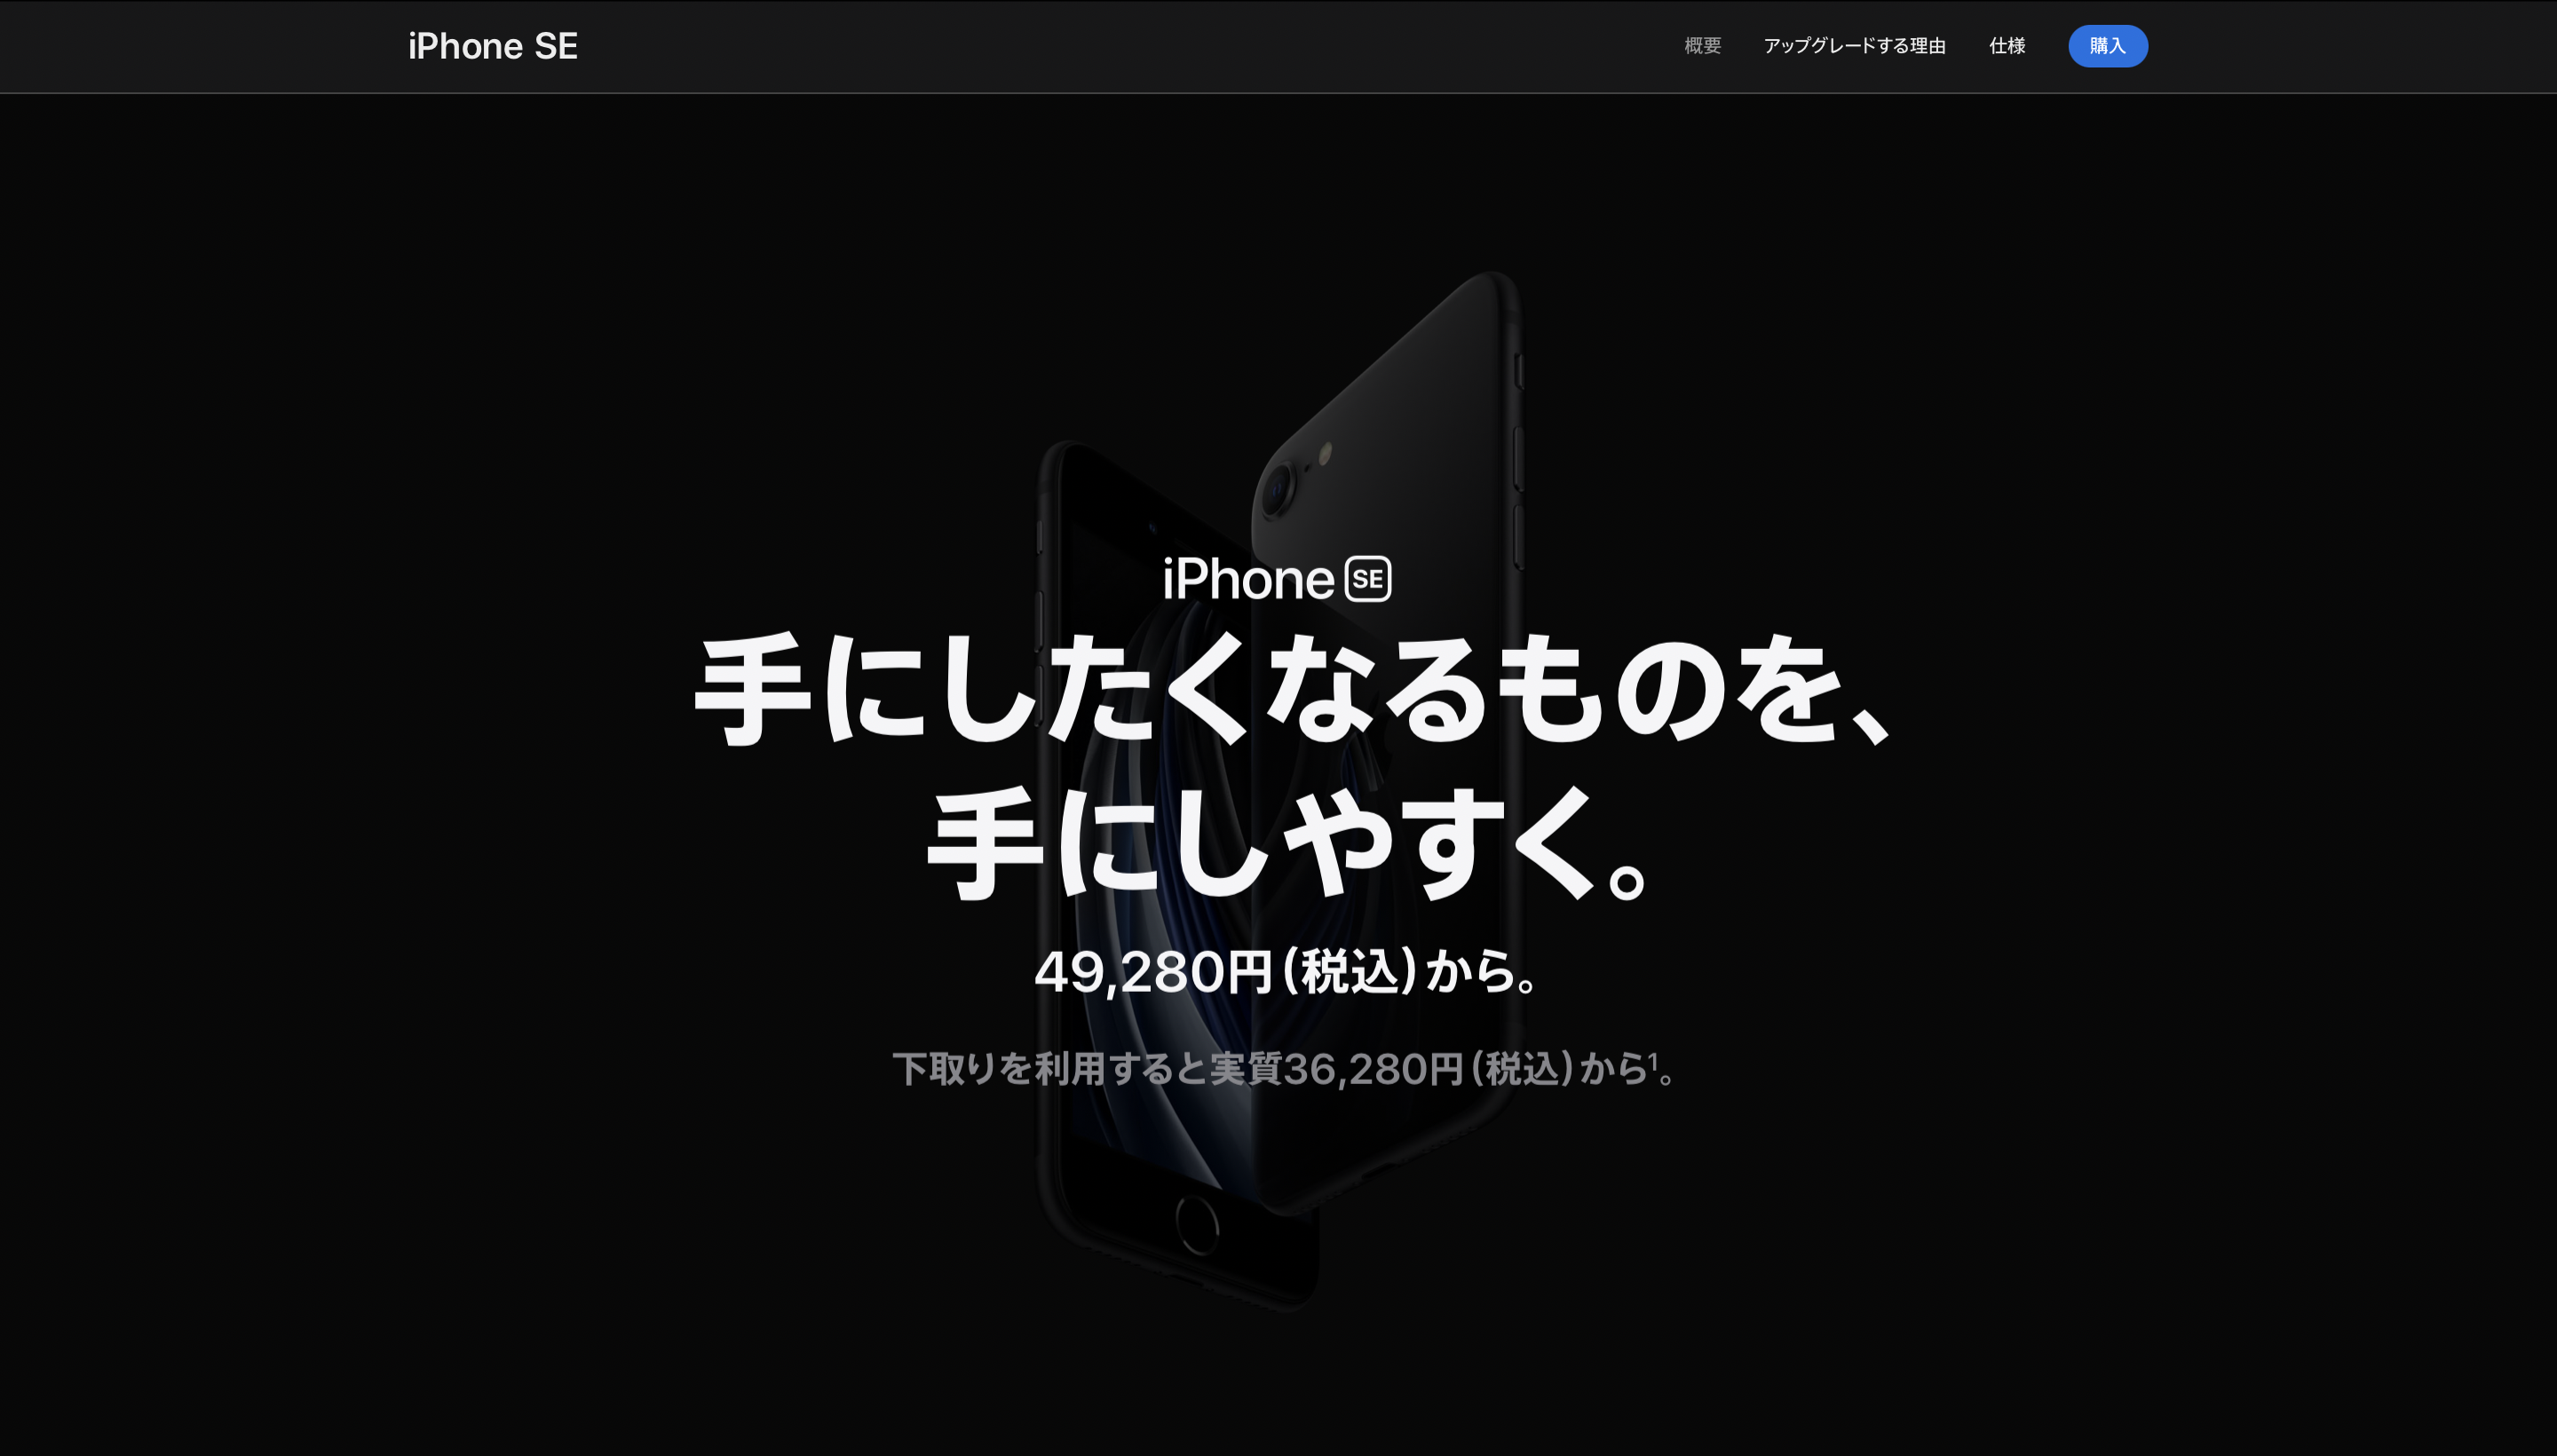 iPhone SE
概要 アップグレードする理由 仕様 購入
iPhone SE
手にしたくなるものを、
手にしやすく。
49,280円(税込)から。
下取りを利用すると実質36,280円(税込)から¹。